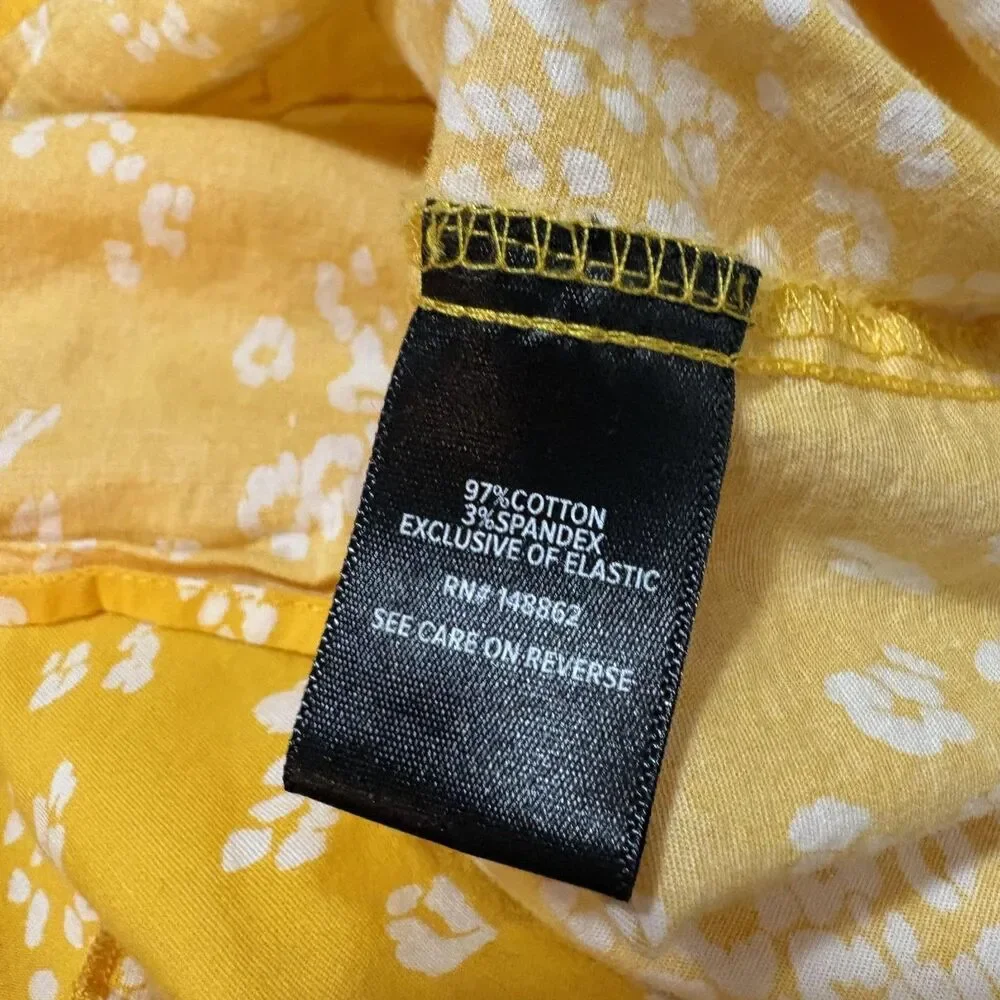 97%COTTON
3%SPANDEX
EXCLUSIVE OF ELASTIC
RN# 148862
SEE CARE ON REVERSE